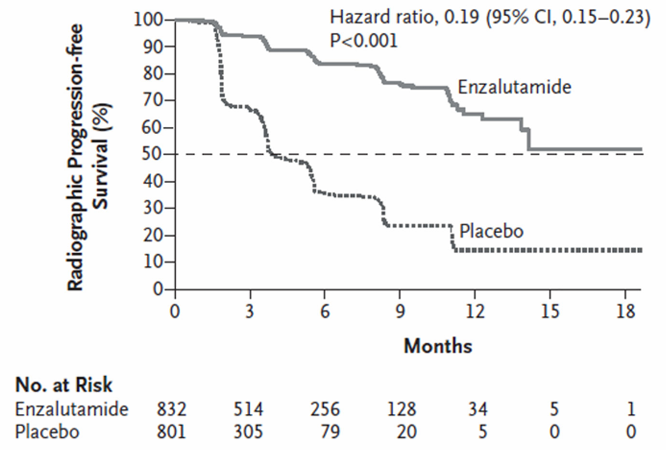 Hazard ratio, 0.19 (95% CI, 0.15–0.23)
P<0.001
Radiographic Progression-free
Survival (%)
100
90
80
70
60
50
40
30
20
10
0
Enzalutamide
Placebo
0 3 6 9 12 15 18
Months
No. at Risk
Enzalutamide 832 514 256 128 34 5 1
Placebo 801 305 79 20 5 0 0